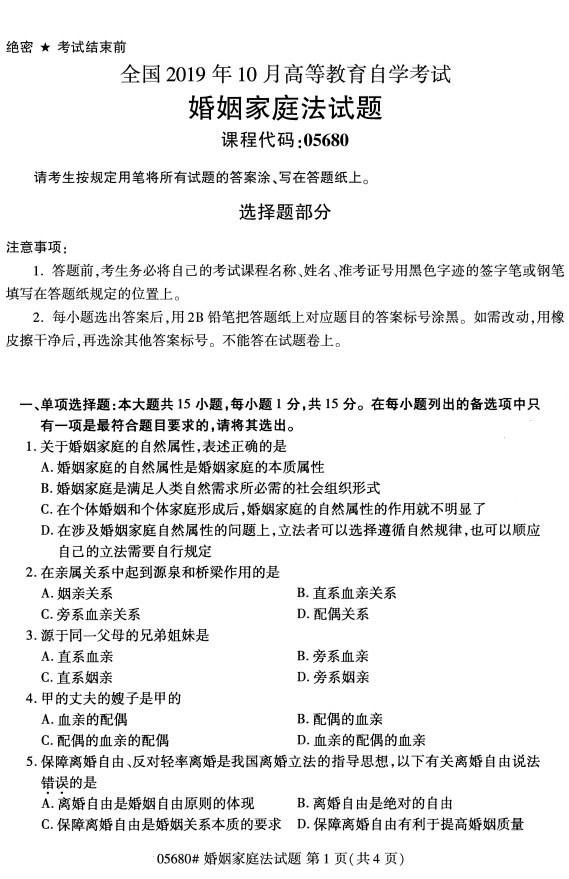 绝密 ★ 考试结束前
全国 2019 年 10 月高等教育自学考试
婚姻家庭法试题
课程代码:05680
请考生按规定用笔将所有试题的答案涂、写在答题纸上。
选择题部分
注意事项:
1. 答题前,考生务必将自己的考试课程名称、姓名、准考证号用黑色字迹的签字笔或钢笔
填写在答题纸规定的位置上。
2. 每小题选出答案后,用 2B 铅笔把答题纸上对应题目的答案标号涂黑。如需改动,用橡
皮擦干净后,再选涂其他答案标号。不能答在试题卷上。
一、单项选择题:本大题共 15 小题,每小题 1 分,共 15 分。在每小题列出的备选项中只
有一项是最符合题目要求的,请将其选出。
1. 关于婚姻家庭的自然属性,表述正确的是
A. 婚姻家庭的自然属性是婚姻家庭的本质属性
B. 婚姻家庭是满足人类自然需求所必需的社会组织形式
C. 在个体婚姻和个体家庭形成后,婚姻家庭的自然属性的作用就不明显了
D. 在涉及婚姻家庭自然属性的问题上,立法者可以选择遵循自然规律,也可以顺应
自己的立法需要自行规定
2. 在亲属关系中起到源泉和桥梁作用的是
A. 姻亲关系 B. 直系血亲关系
C. 旁系血亲关系 D. 配偶关系
3. 源于同一父母的兄弟姐妹是
A. 直系血亲 B. 旁系血亲
C. 直系姻亲 D. 旁系姻亲
4. 甲的丈夫的嫂子是甲的
A. 血亲的配偶 B. 配偶的血亲
C. 配偶的血亲的配偶 D. 血亲的配偶的血亲
5. 保障离婚自由、反对轻率离婚是我国离婚立法的指导思想,以下有关离婚自由说法
错误的是
A. 离婚自由是婚姻自由原则的体现 B. 离婚自由是绝对的自由
C. 保障离婚自由是婚姻关系本质的要求 D. 保障离婚自由有利于提高婚姻质量
05680# 婚姻家庭法试题 第 1 页(共 4 页)